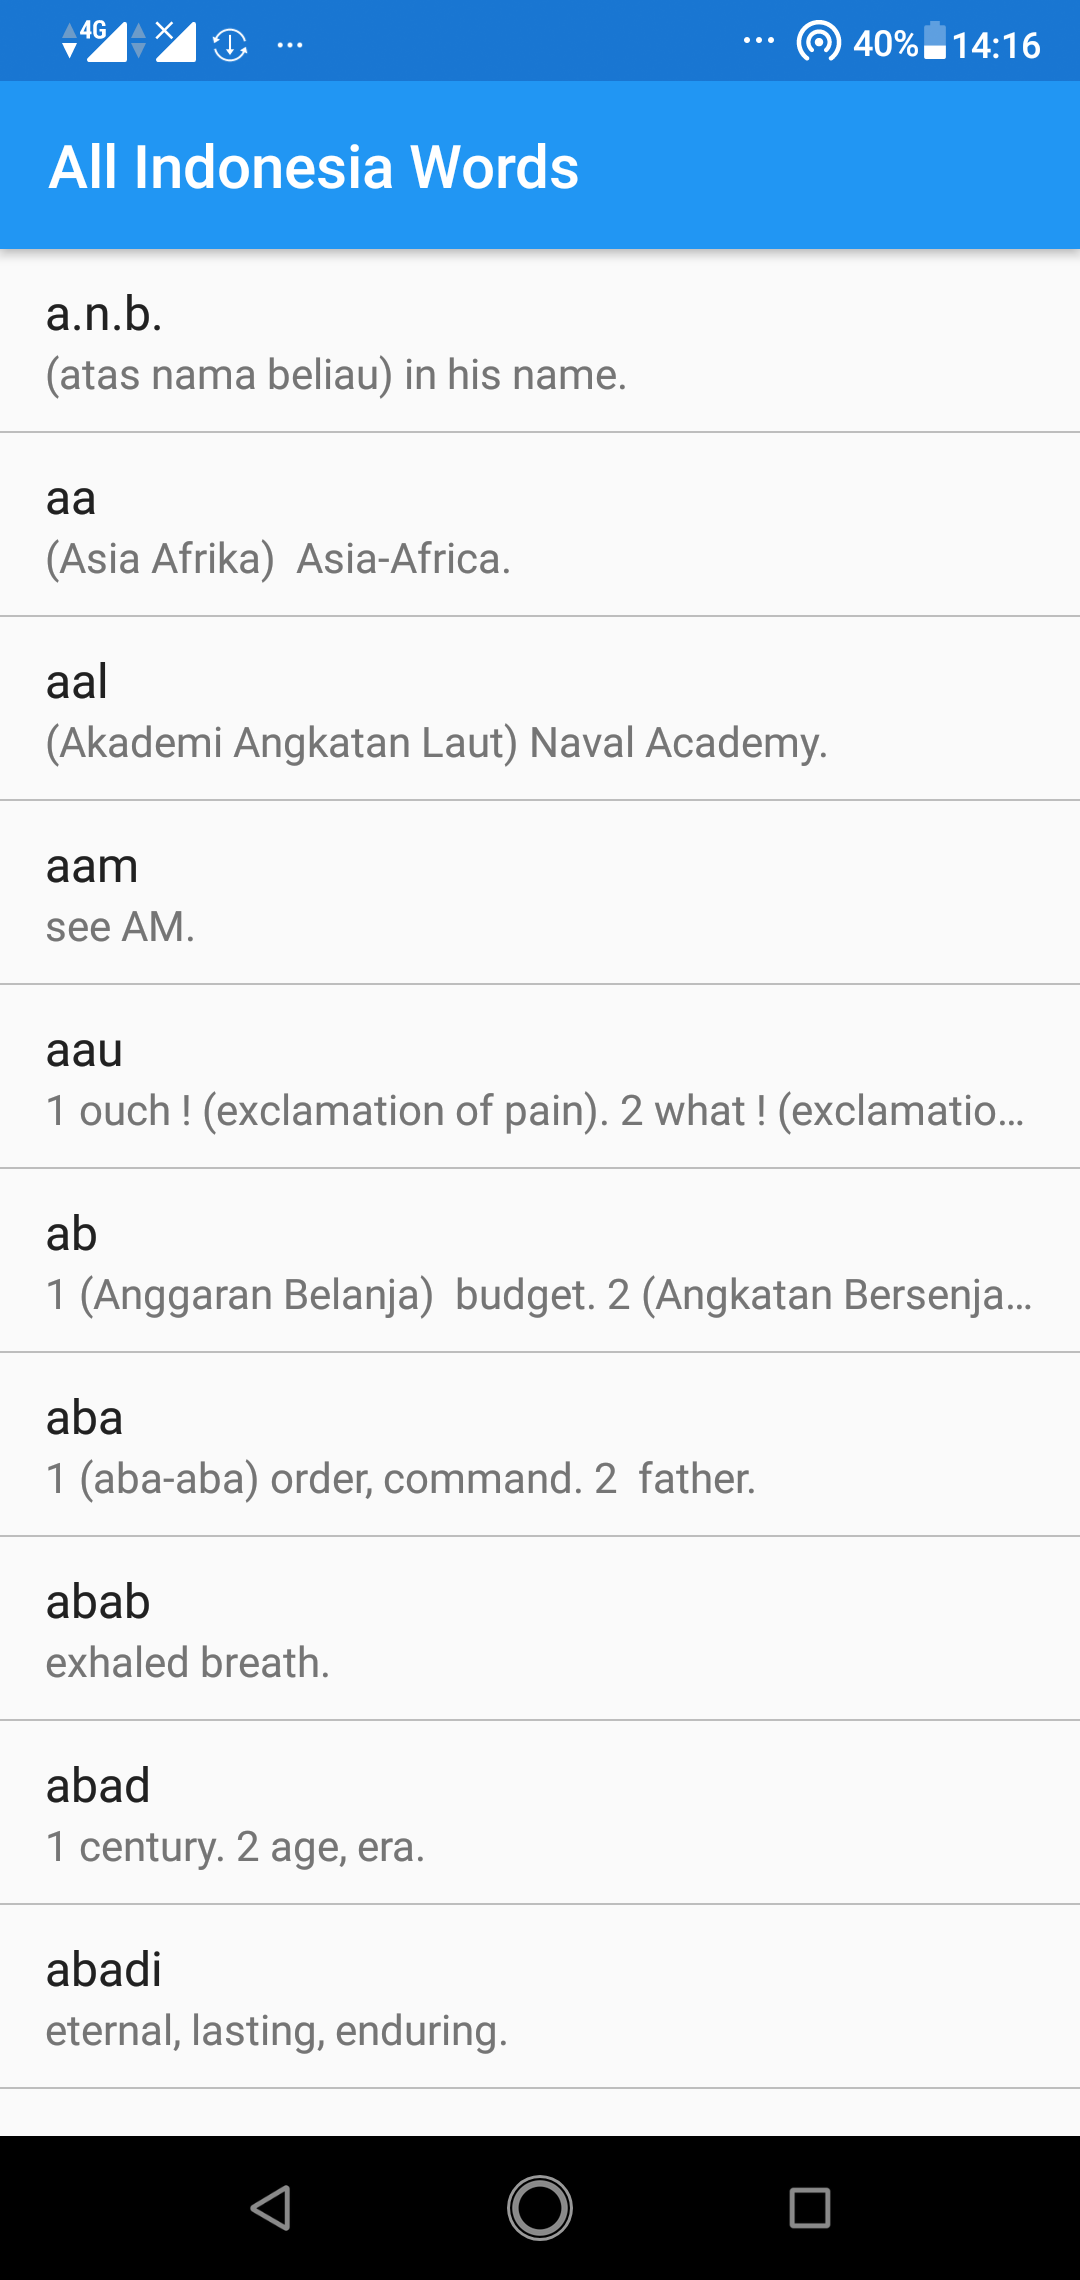 4G
40% 14:16
All Indonesia Words
a.n.b.
(atas nama beliau) in his name.
aa
(Asia Afrika)  Asia-Africa.
aal
(Akademi Angkatan Laut) Naval Academy.
aam
see AM.
aau
1 ouch ! (exclamation of pain). 2 what ! (exclamatio...
ab
1 (Anggaran Belanja)  budget. 2 (Angkatan Bersenja...
aba
1 (aba-aba) order, command. 2  father.
abab
exhaled breath.
abad
1 century. 2 age, era.
abadi
eternal, lasting, enduring.